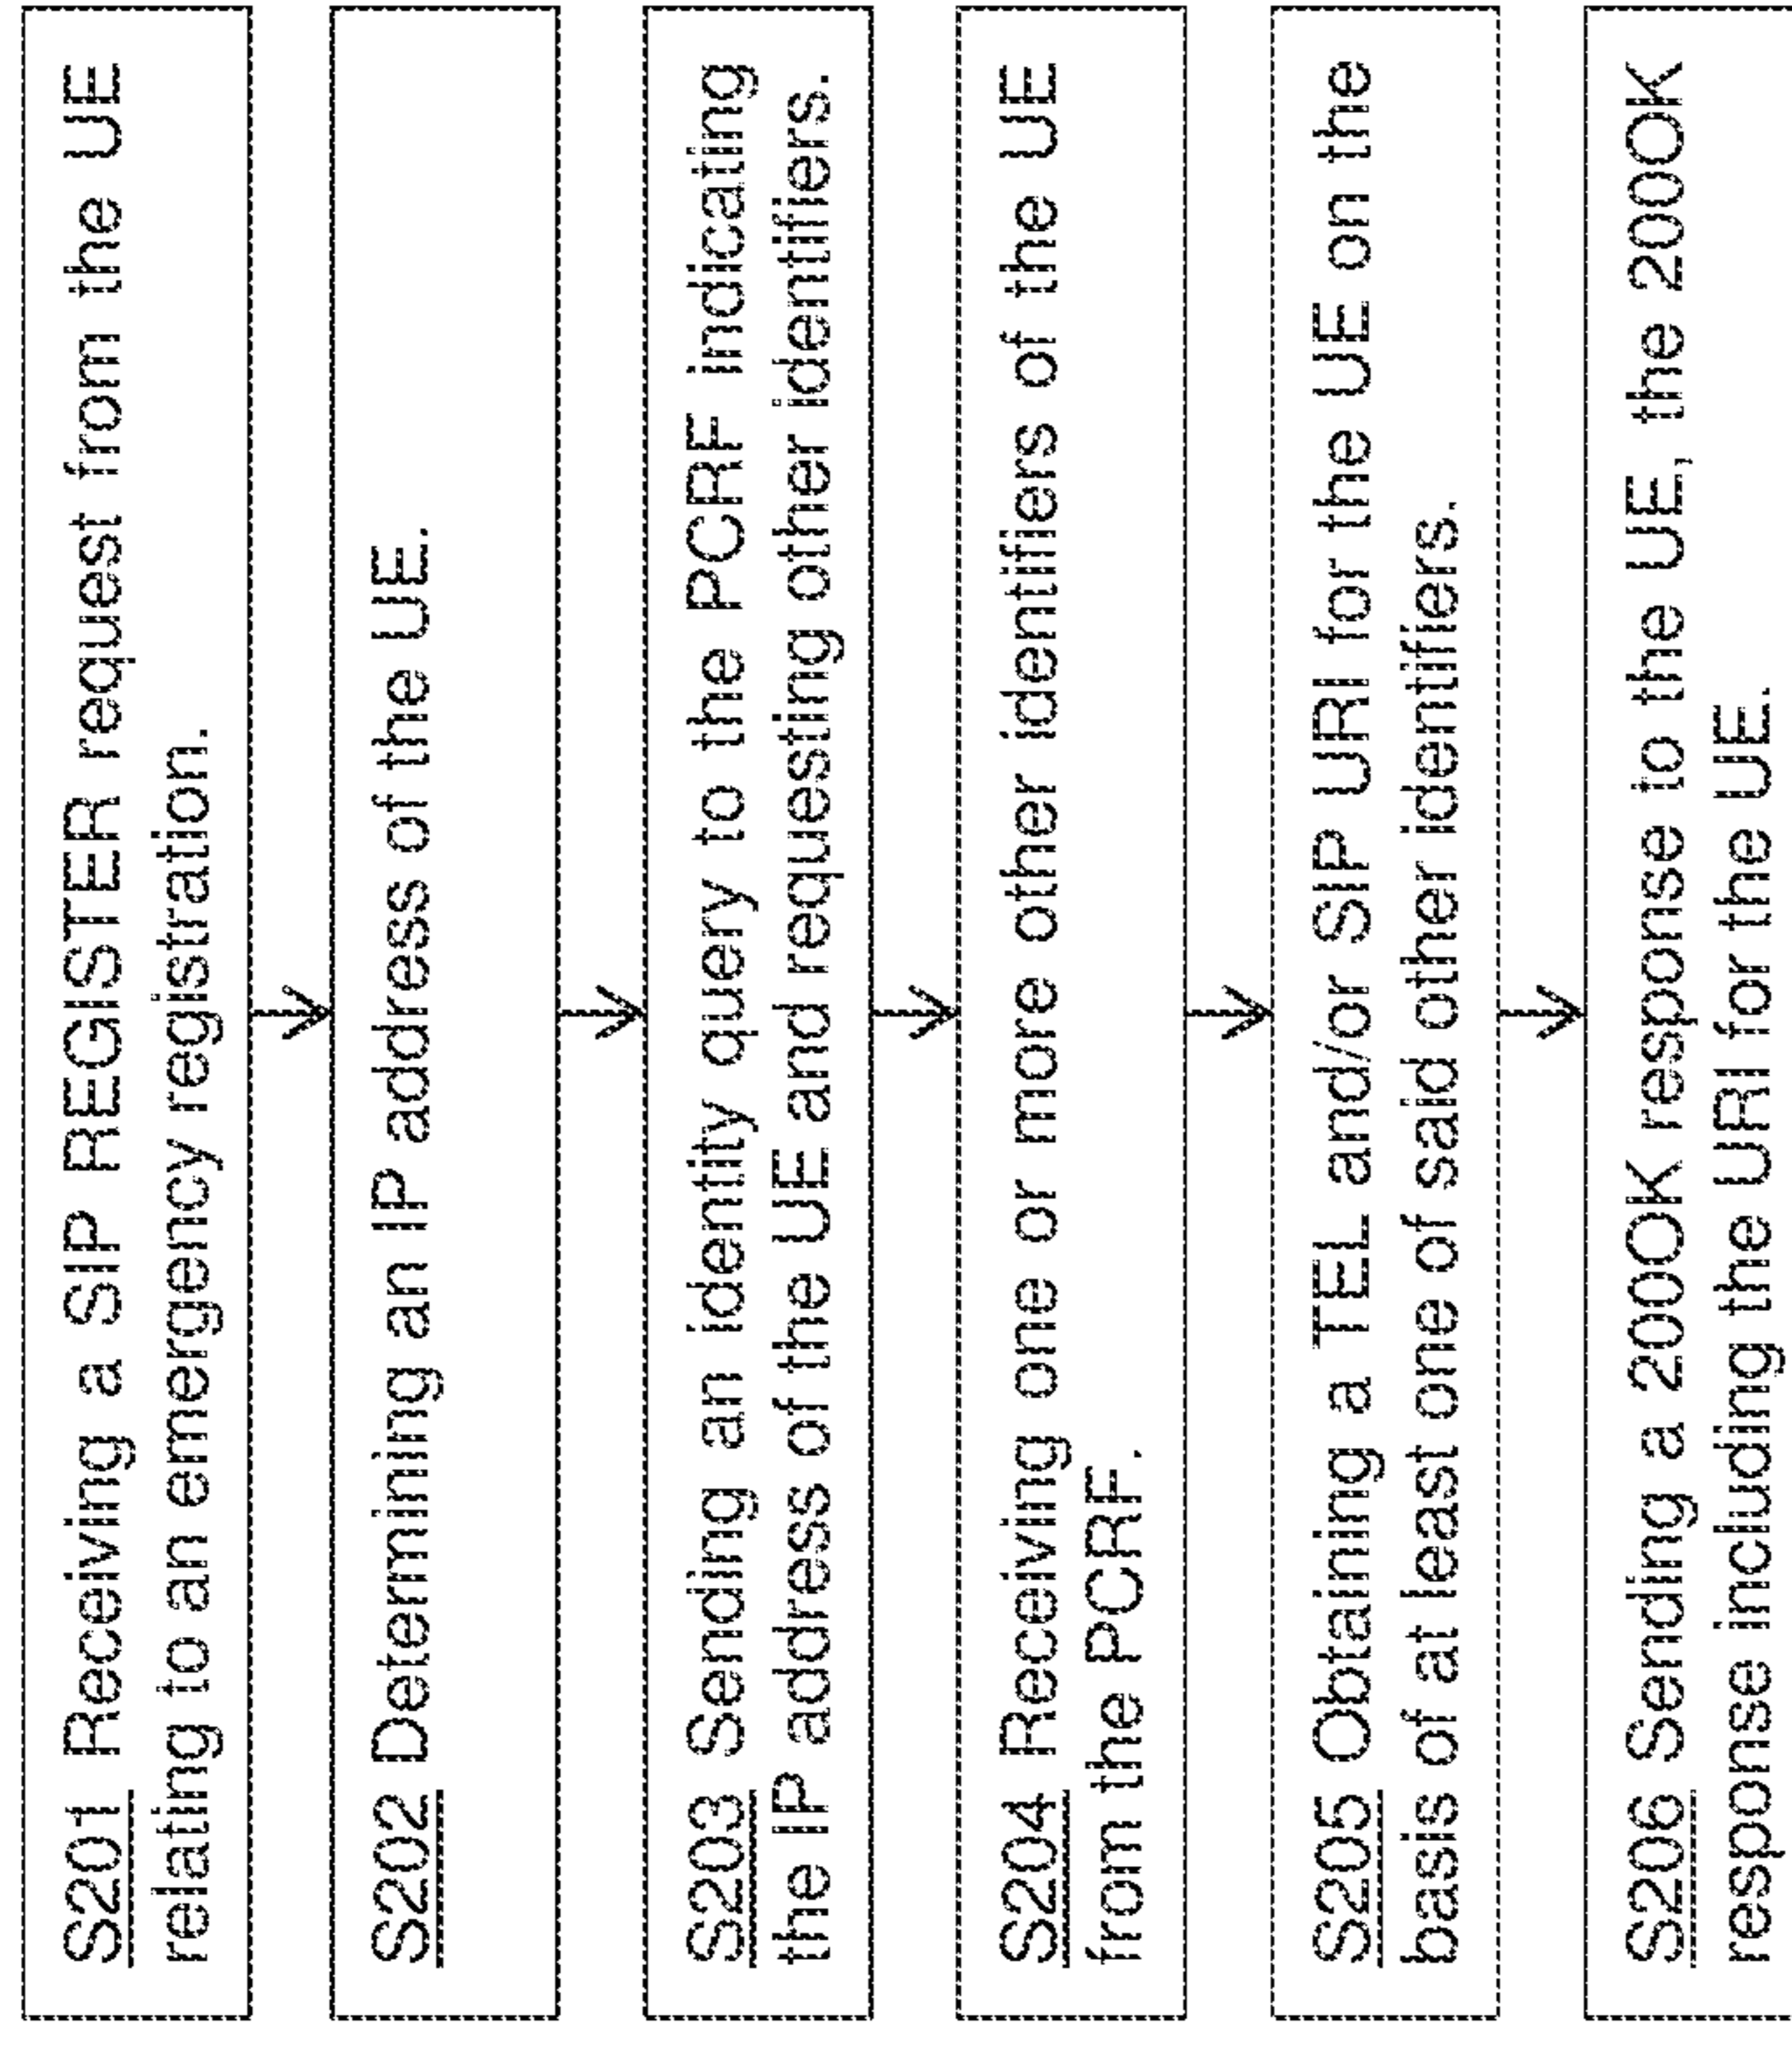 S201 Receiving a SIP REGISTER request from the UE
relating to an emergency registration.
S202 Determining an IP address of the UE.
S203 Sending an identity query to the PCRF indicating
the IP address of the UE and requesting other identifiers.
S204 Receiving one or more other identifiers of the UE
from the PCRF.
S205 Obtaining a TEL and/or SIP URI for the UE on the
basis of at least one of said other identifiers.
S206 Sending a 200OK response to the UE, the 200OK
response including the URI for the UE.